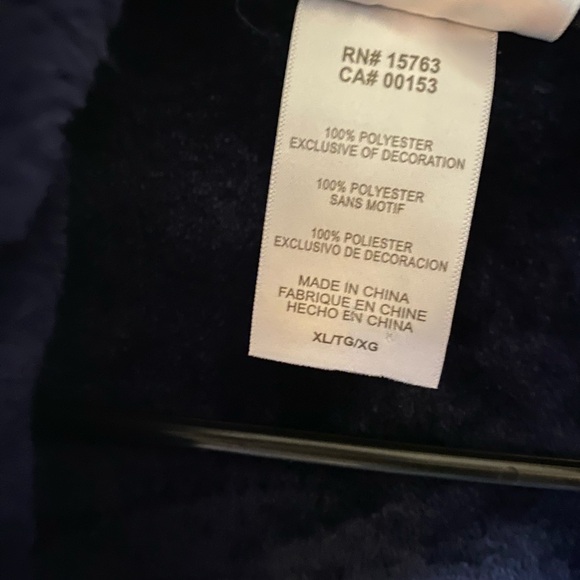 RN# 15763
CA# 00153
100% POLYESTER
EXCLUSIVE OF DECORATION
100% POLYESTER
SANS MOTIF
100% POLIESTER
EXCLUSIVO DE DECORACION
MADE IN CHINA
FABRIQUE EN CHINE
HECHO EN CHINA
XL/TG/XG